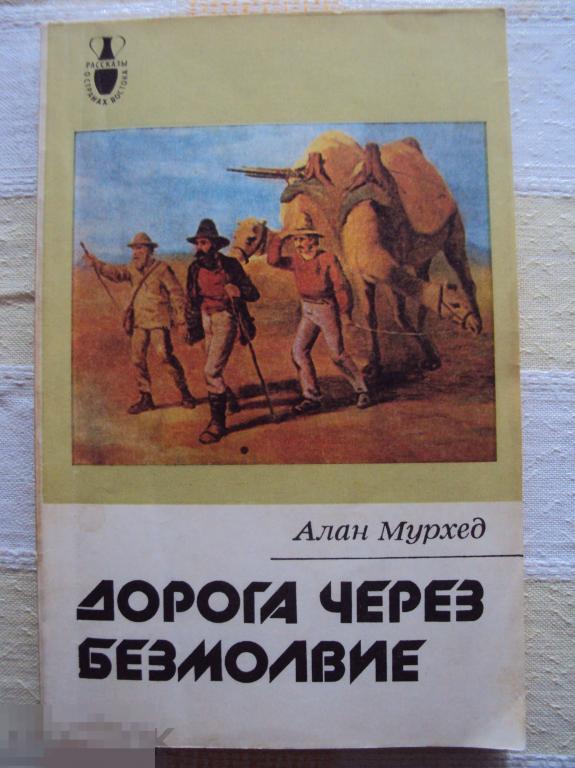 РАССКАЗЫ
О СТРАНАХ ВОСТОКА
Алан Мурхед
ДОРОГА ЧЕРЕЗ
БЕЗМОЛВИЕ